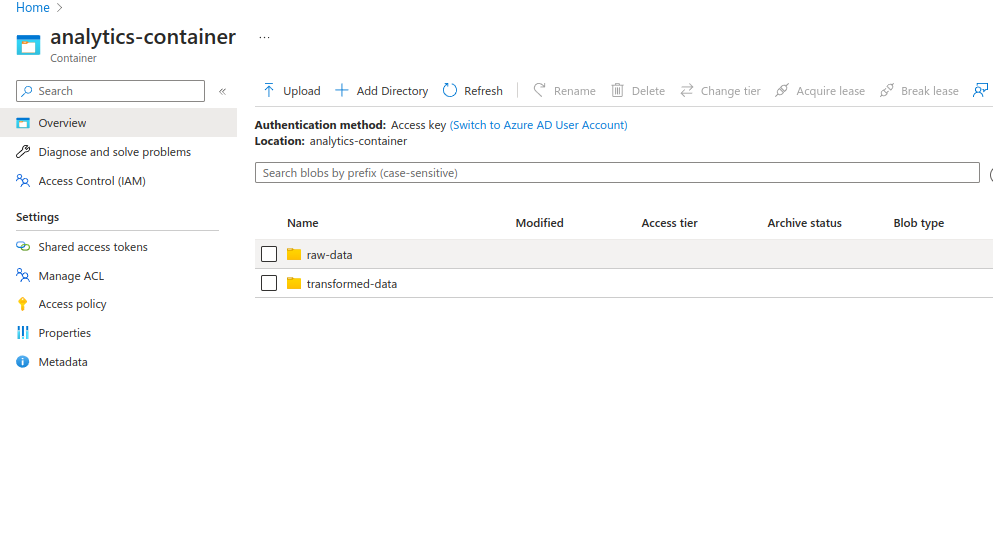 Home
analytics-container ...
Container
Search «
Upload Add Directory Refresh Rename Delete Change tier Acquire lease Break lease
Overview
Diagnose and solve problems
Access Control (IAM)
Settings
Shared access tokens
Manage ACL
Access policy
Properties
Metadata
Authentication method: Access key (Switch to Azure AD User Account)
Location: analytics-container
Search blobs by prefix (case-sensitive)
Name Modified Access tier Archive status Blob type
raw-data
transformed-data